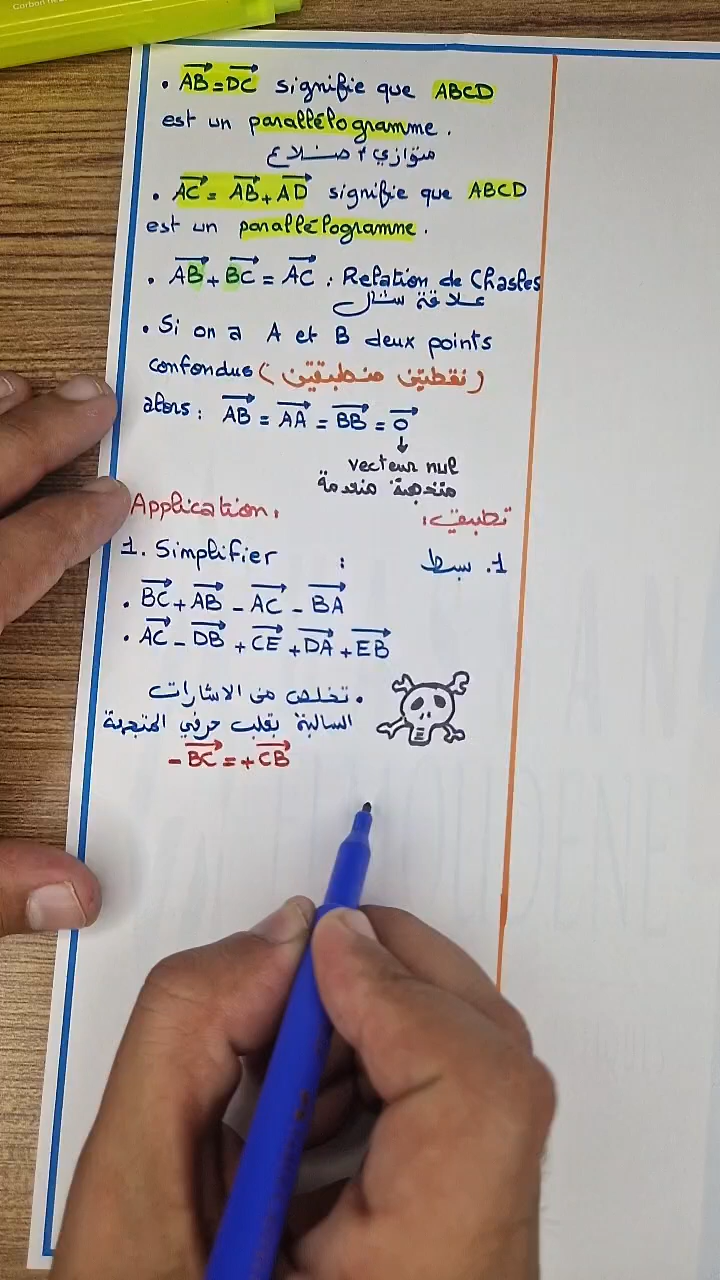 • AB = DC signifie que ABCD
est un parallélogramme.
متوازي أضلاع
• AC = AB + AD signifie que ABCD
est un parallélogramme.
• AB + BC = AC : Relation de Chasles
علاقة شال
• Si on a A et B deux points
confondus (نقطتين منطبقتين)
alors : AB = AA = BB = 0
vecteur nul
متجهة منعدمة
Application: تطبيق:
1. Simplifier : 1. بسط
• BC + AB - AC - BA
• AC - DB + CE + DA + EB
• تخلص من الاشارات
السالبة بقلب حرفي المتجهة
- BC = + CB